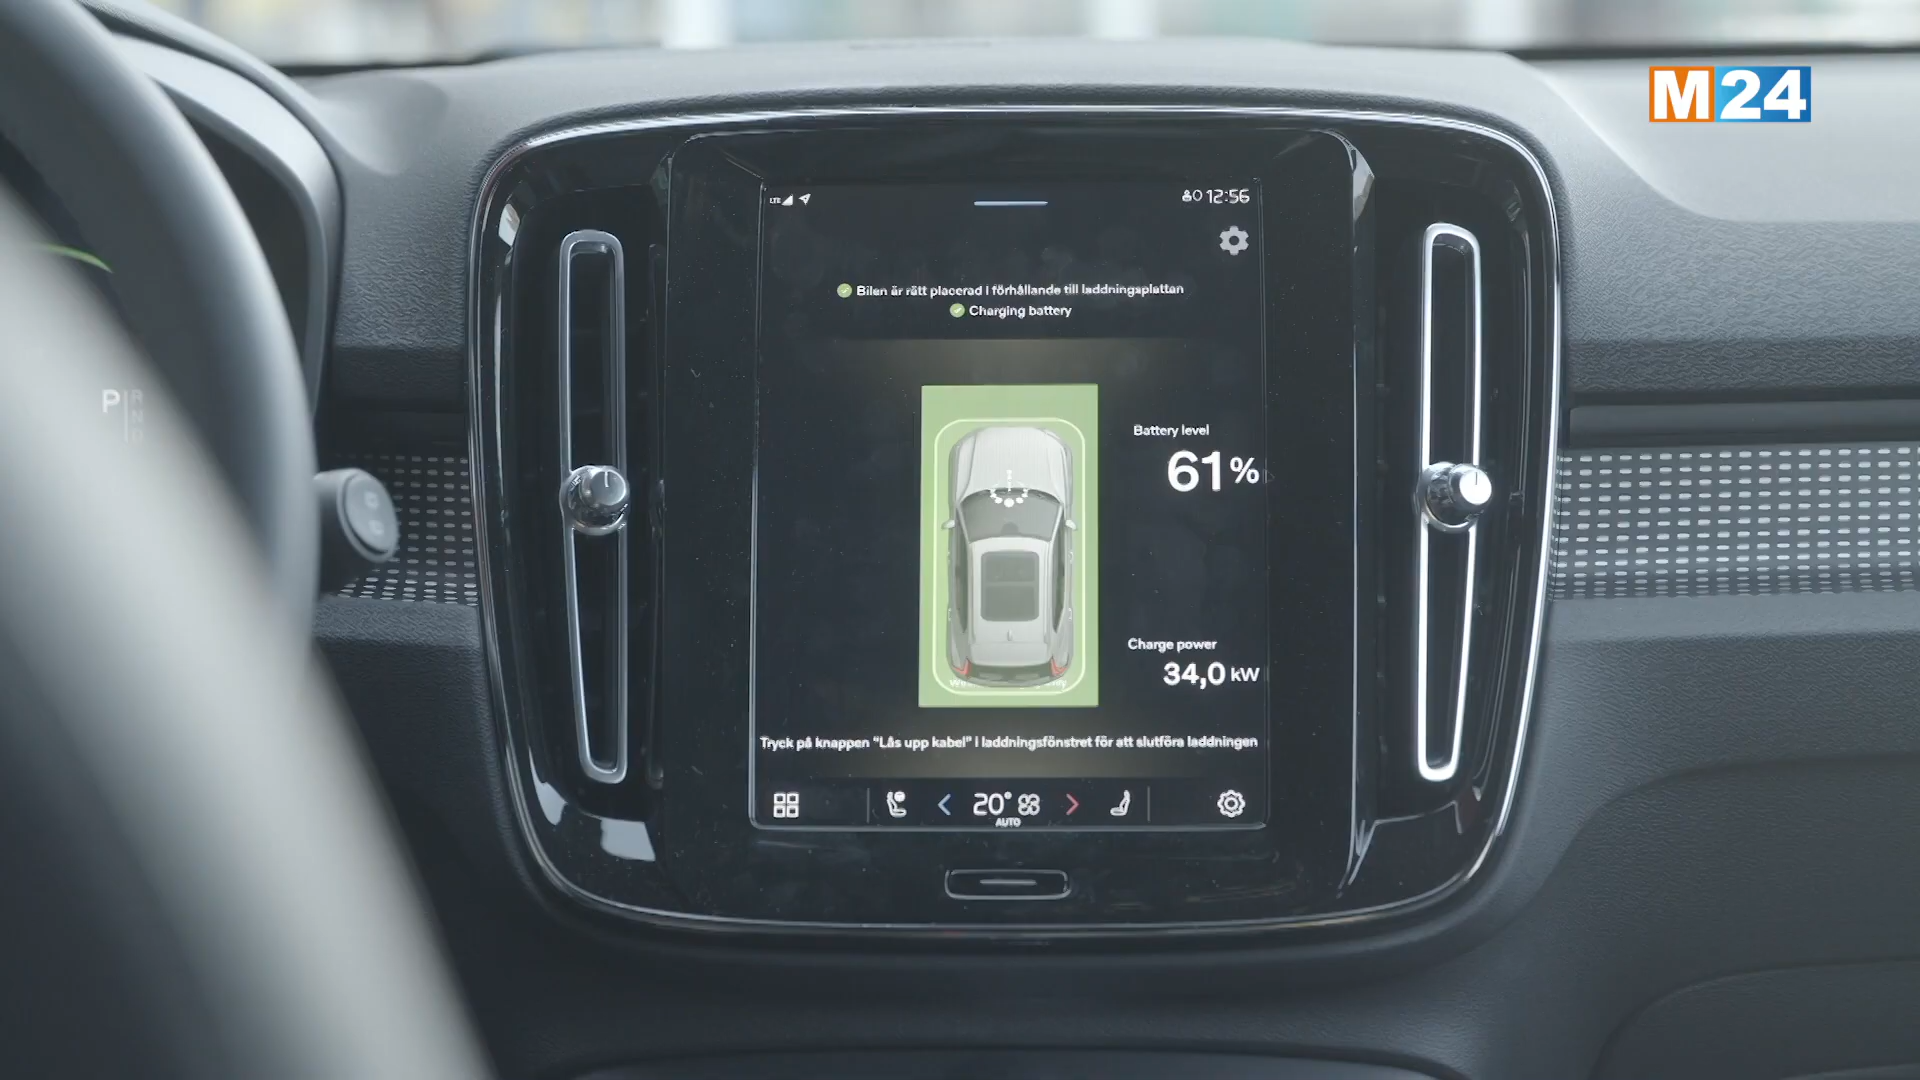 M24
LTE
12:56
Bilen är rätt placerad i förhållande till laddningsplattan
Charging battery
Battery level
61%
P
R
N
D
Charge power
34,0 kW
Tryck på knappen "Lås upp kabel" i laddningsfönstret för att slutföra laddningen
20°
AUTO